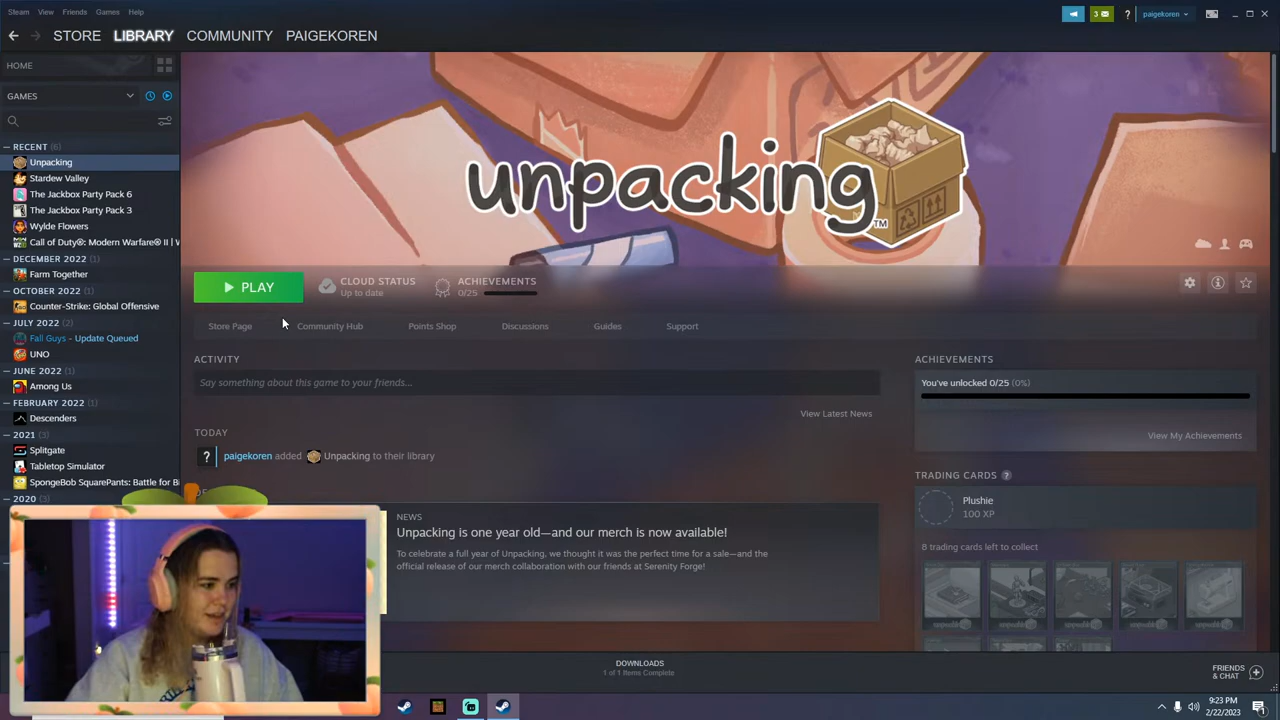 Steam View Friends Games Help
3
?
paigekoren
STORE LIBRARY COMMUNITY PAIGEKOREN
HOME
GAMES
RECENT (6)
Unpacking
Stardew Valley
The Jackbox Party Pack 6
The Jackbox Party Pack 3
Wylde Flowers
Call of Duty®: Modern Warfare® II | W
DECEMBER 2022 (1)
Farm Together
OCTOBER 2022 (1)
Counter-Strike: Global Offensive
JULY 2022 (2)
Fall Guys - Update Queued
UNO
JUNE 2022 (1)
Among Us
FEBRUARY 2022 (1)
Descenders
2021 (3)
Splitgate
Tabletop Simulator
SpongeBob SquarePants: Battle for Bi
2020 (3)
unpacking
TM
PLAY
CLOUD STATUS
Up to date
ACHIEVEMENTS
0/25
Store Page Community Hub Points Shop Discussions Guides Support
ACTIVITY
Say something about this game to your friends...
View Latest News
TODAY
? paigekoren added Unpacking to their library
NEWS
Unpacking is one year old—and our merch is now available!
To celebrate a full year of Unpacking, we thought it was the perfect time for a sale—and the
official release of our merch collaboration with our friends at Serenity Forge!
ACHIEVEMENTS
You've unlocked 0/25 (0%)
View My Achievements
TRADING CARDS ?
Plushie
100 XP
8 trading cards left to collect
DOWNLOADS
1 of 1 Items Complete
FRIENDS
& CHAT
9:23 PM
2/22/2023
1